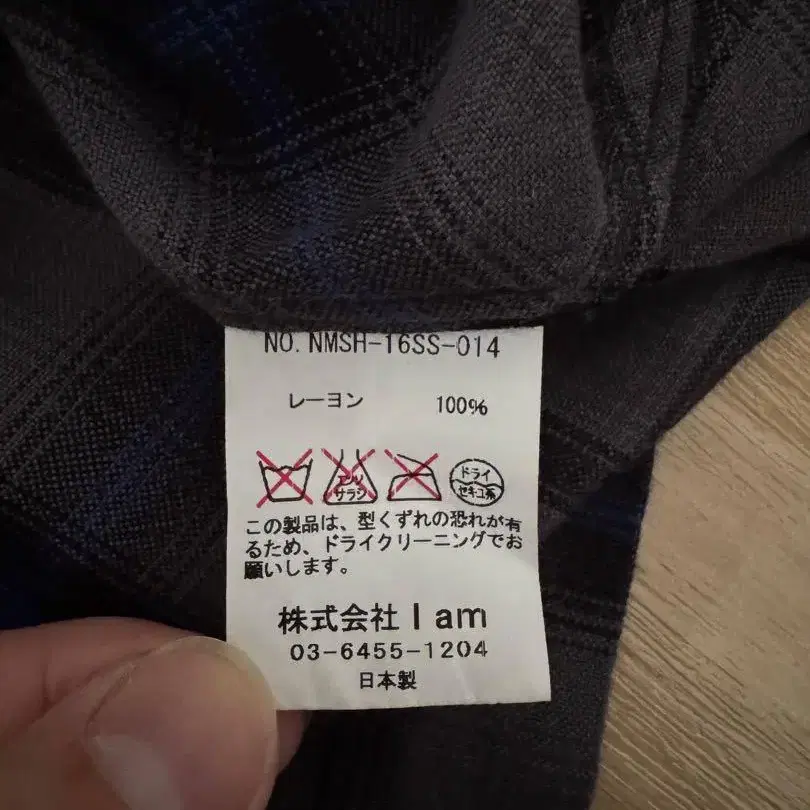 NO. NMSH-16SS-014
レーヨン 100%
エンソ
サラシ
ドライ
セキユ系
この製品は、型くずれの恐れが有
るため、ドライクリーニングでお
願いします。
株式会社 I am
03-6455-1204
日本製